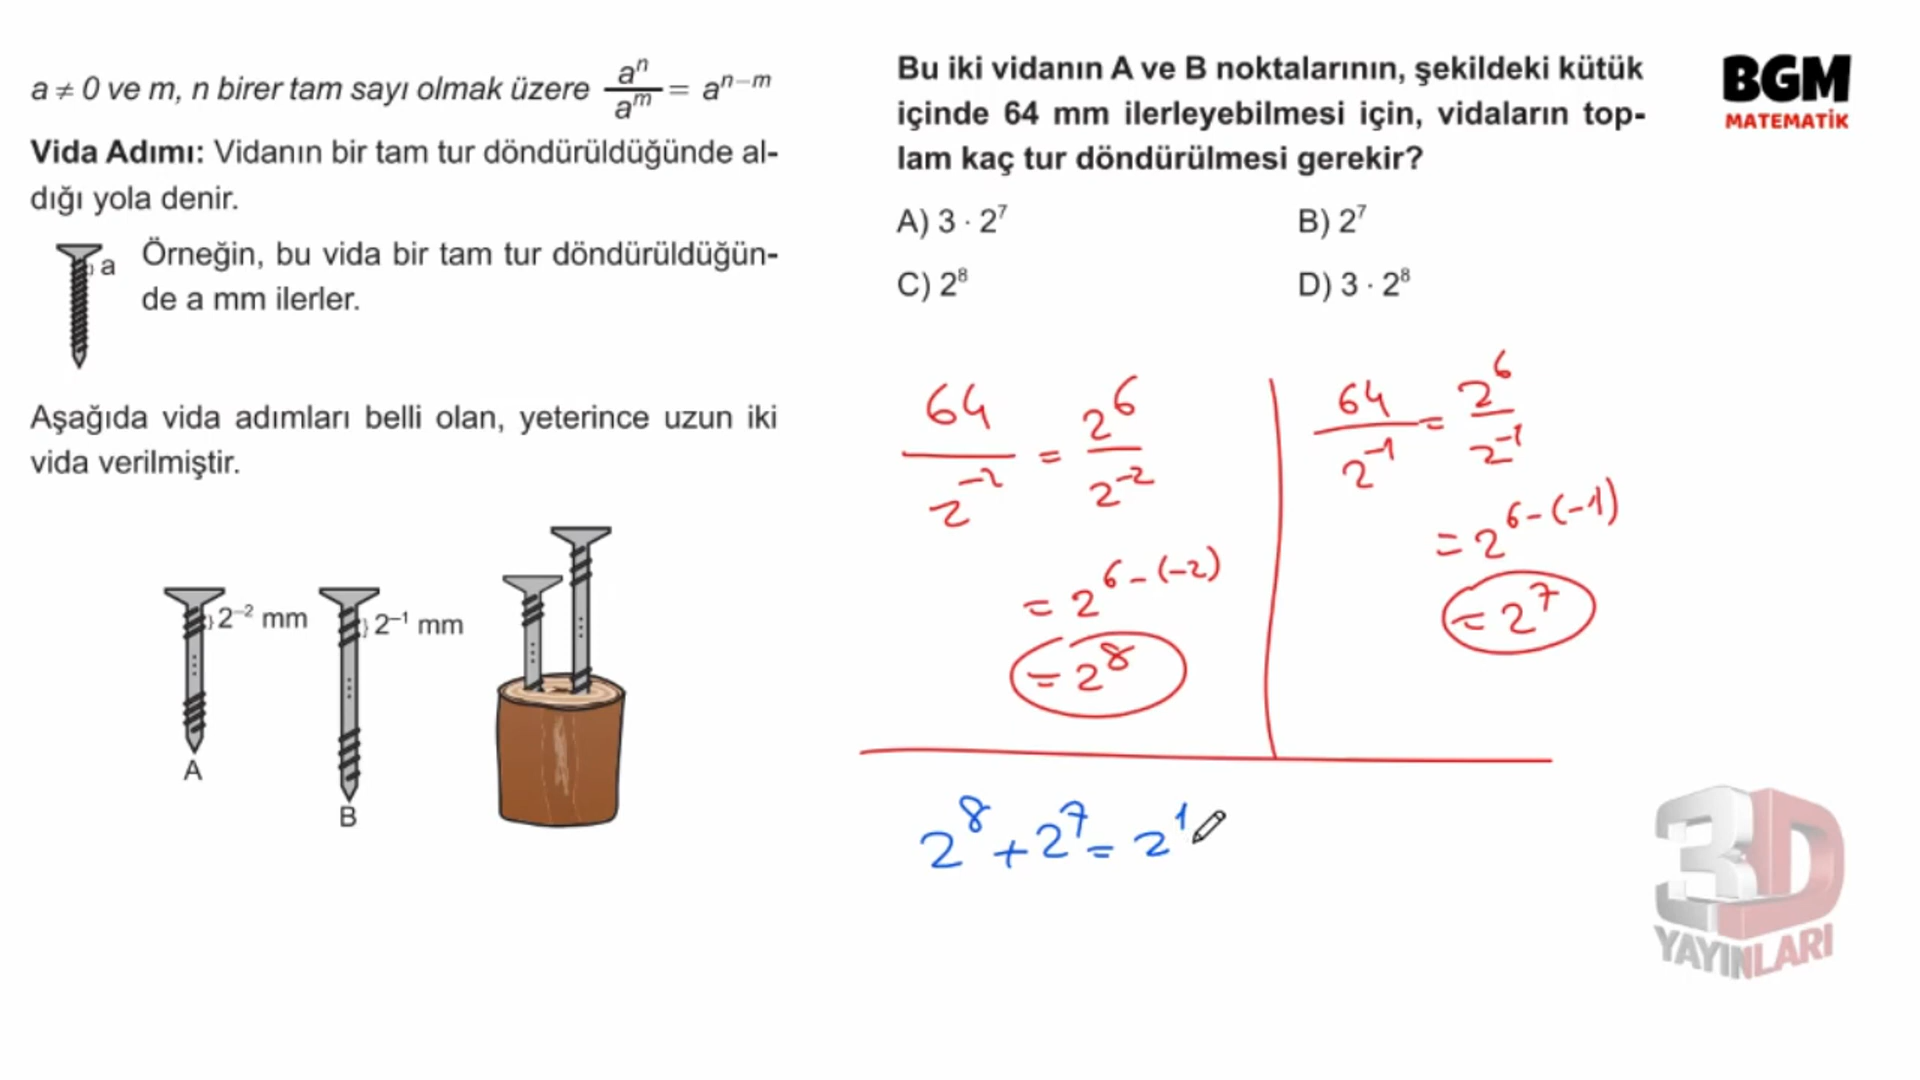 a ≠ 0 ve m, n birer tam sayı olmak üzere aⁿ/aᵐ = aⁿ⁻ᵐ
Vida Adımı: Vidanın bir tam tur döndürüldüğünde al-
dığı yola denir.
a
Örneğin, bu vida bir tam tur döndürüldüğün-
de a mm ilerler.
Aşağıda vida adımları belli olan, yeterince uzun iki
vida verilmiştir.
2⁻² mm
2⁻¹ mm
A
B
Bu iki vidanın A ve B noktalarının, şekildeki kütük
içinde 64 mm ilerleyebilmesi için, vidaların top-
lam kaç tur döndürülmesi gerekir?
A) 3 · 2⁷
B) 2⁷
C) 2⁸
D) 3 · 2⁸
64/2⁻² = 2⁶/2⁻²
= 2⁶⁻⁽⁻²⁾
= 2⁸
64/2⁻¹ = 2⁶/2⁻¹
= 2⁶⁻⁽⁻¹⁾
= 2⁷
2⁸ + 2⁷ = 2¹
BGM
MATEMATİK
3D
YAYINLARI